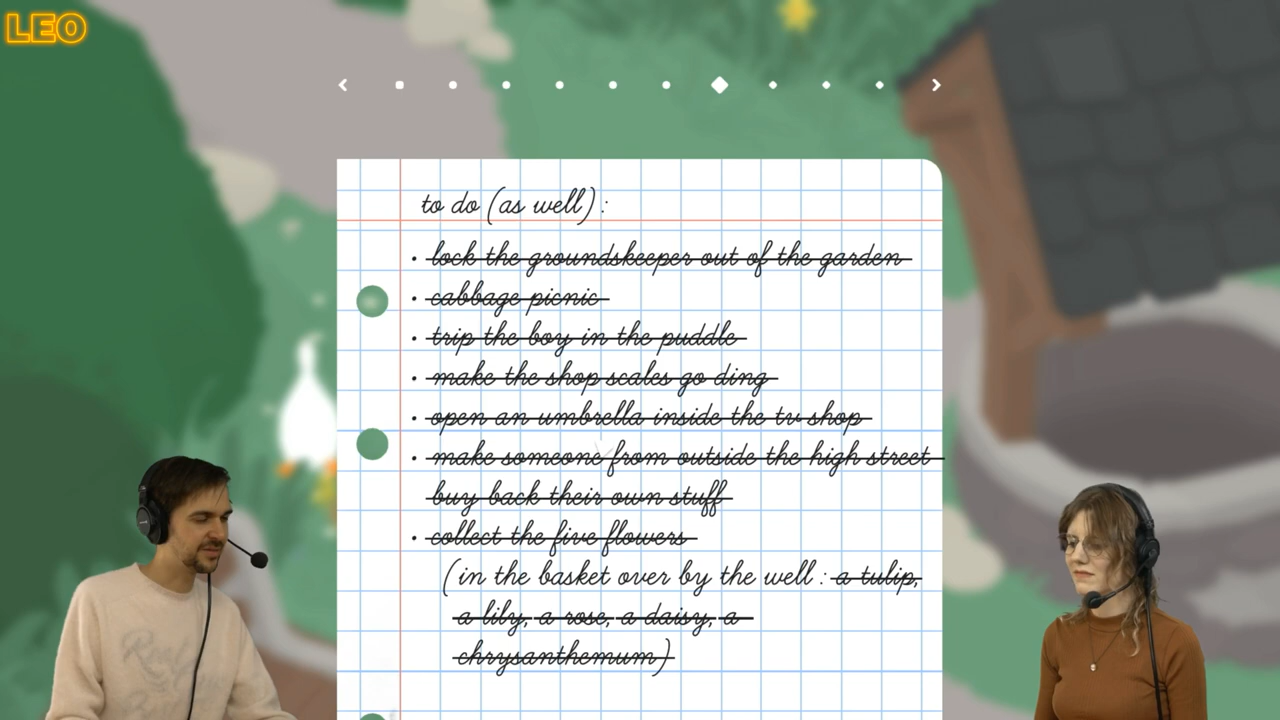 LEO
to do (as well):
• lock the groundskeeper out of the garden
• cabbage picnic
• trip the boy in the puddle
• make the shop scales go ding
• open an umbrella inside the tv shop
• make someone from outside the high street
buy back their own stuff
• collect the five flowers
(in the basket over by the well : a tulip,
a lily, a rose, a daisy, a
chrysanthemum)